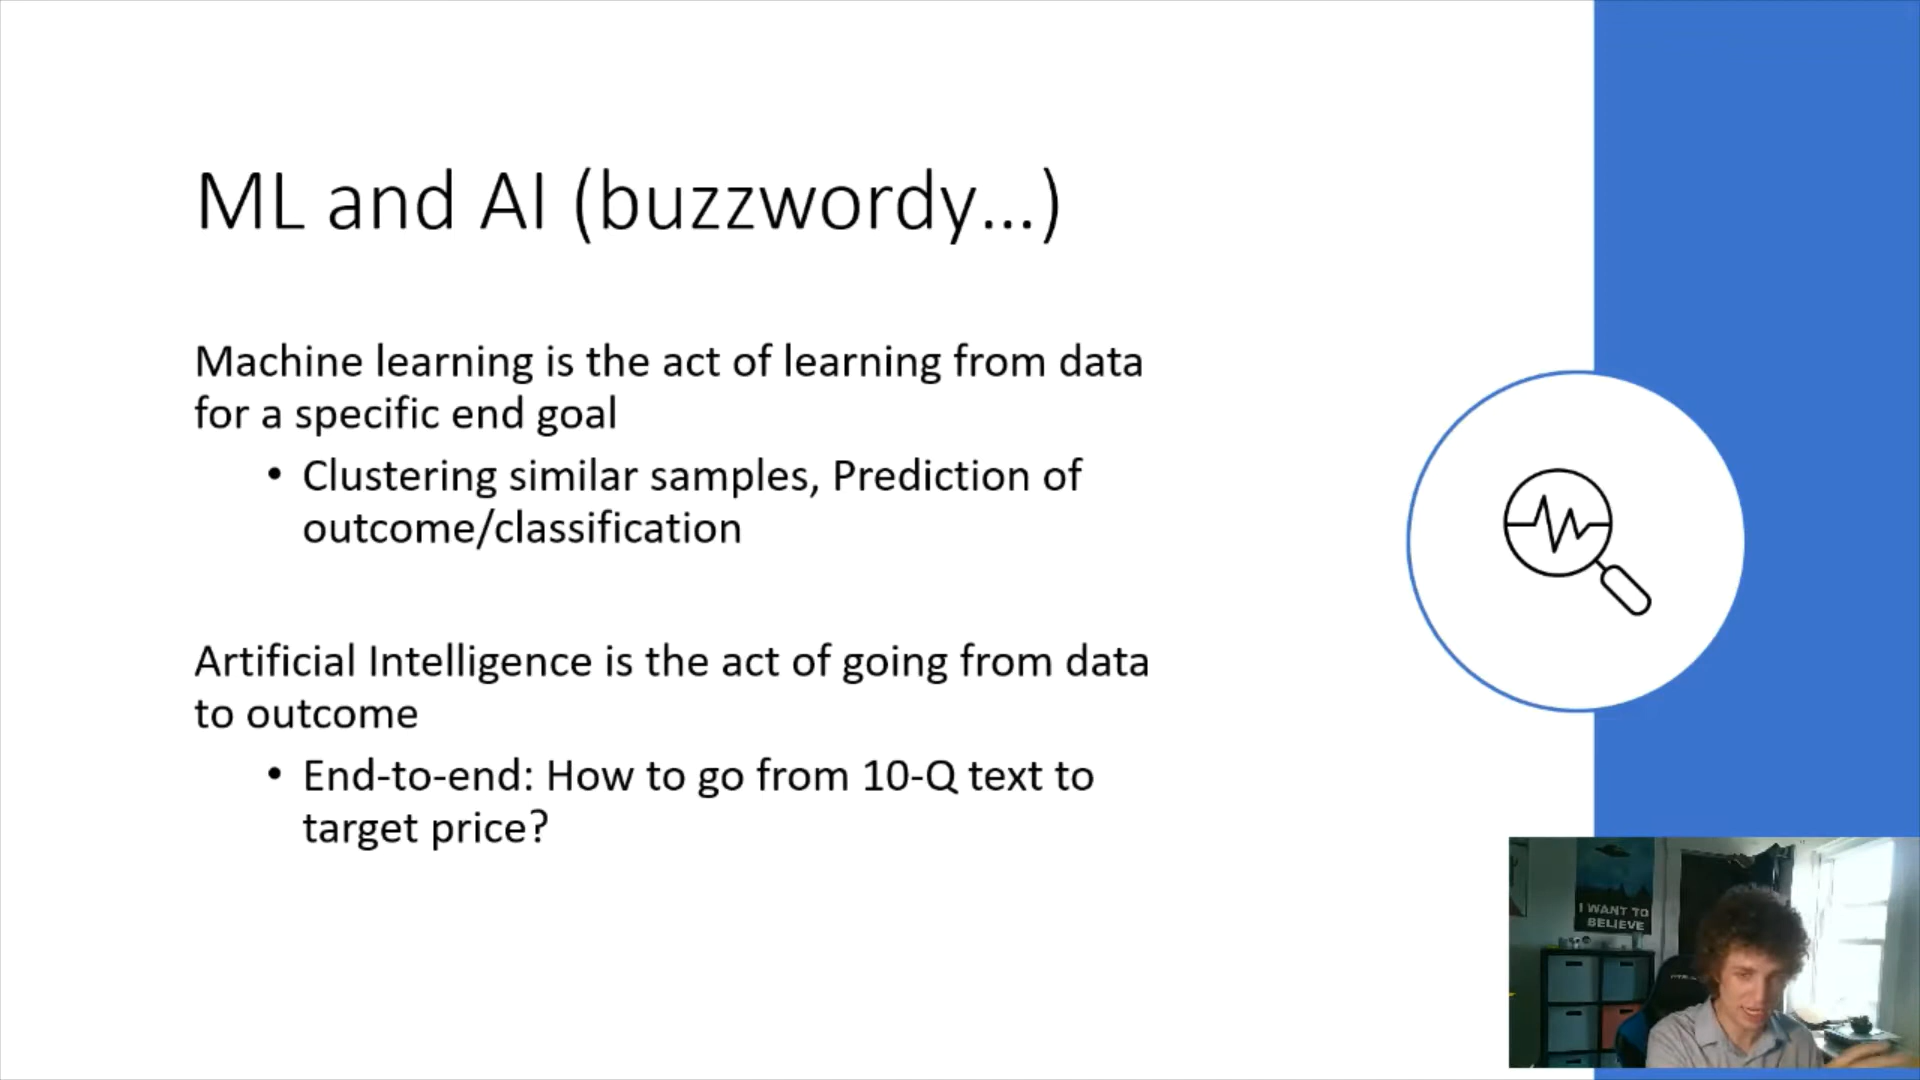 ML and AI (buzzwordy...)
Machine learning is the act of learning from data
for a specific end goal
• Clustering similar samples, Prediction of
outcome/classification
Artificial Intelligence is the act of going from data
to outcome
• End-to-end: How to go from 10-Q text to
target price?
I WANT TO
BELIEVE